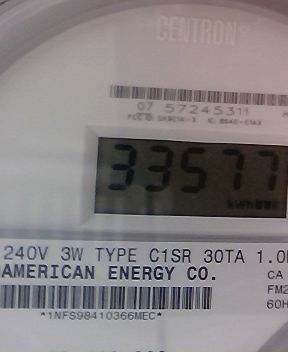 CENTRON®
07 57245311
33577
kWh
240V 3W TYPE C1SR 30TA 1.0
AMERICAN ENERGY CO.
CA
FM2
60H
*1NFS98410366MEC*